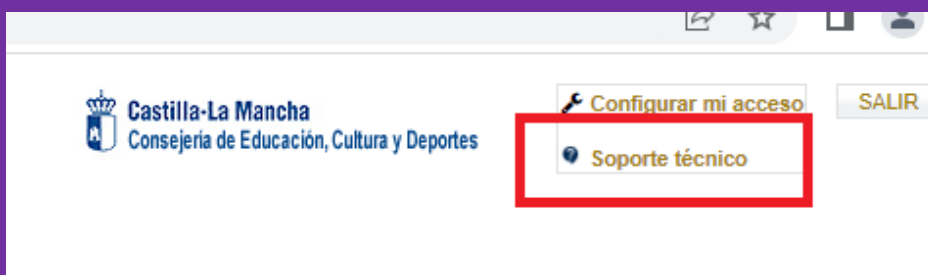 Castilla-La Mancha
Consejería de Educación, Cultura y Deportes
Configurar mi acceso
SALIR
Soporte técnico